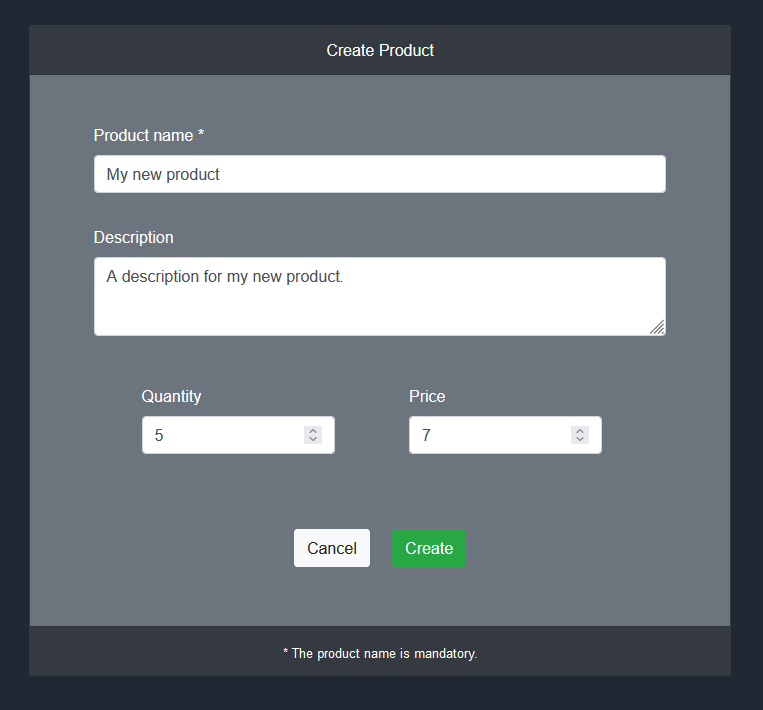 Create Product
Product name *
My new product
Description
A description for my new product.
Quantity
Price
5
7
Cancel
Create
* The product name is mandatory.